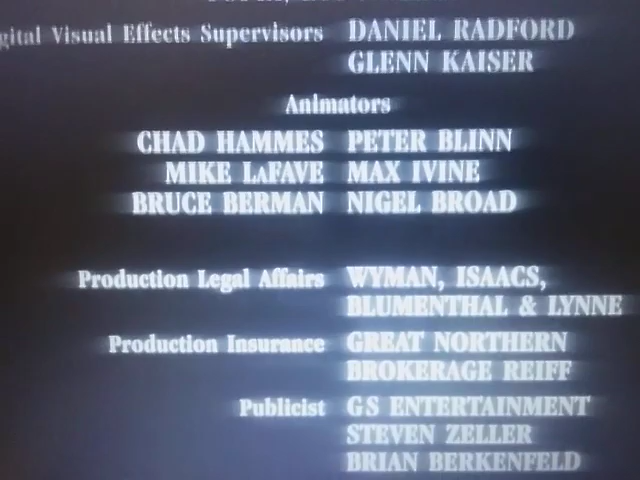 Visual Effects Supervisors DANIEL RADFORD
GLENN KAISER
Animators
CHAD HAMMES PETER BLINN
MIKE LAFAVE MAX IVINE
BRUCE BERMAN NIGEL BROAD
Production Legal Affairs WYMAN, ISAACS,
BLUMENTHAL & LYNNE
Production Insurance GREAT NORTHERN
BROKERAGE REIFF
Publicist GS ENTERTAINMENT
STEVEN ZELLER
BRIAN BERKENFELD